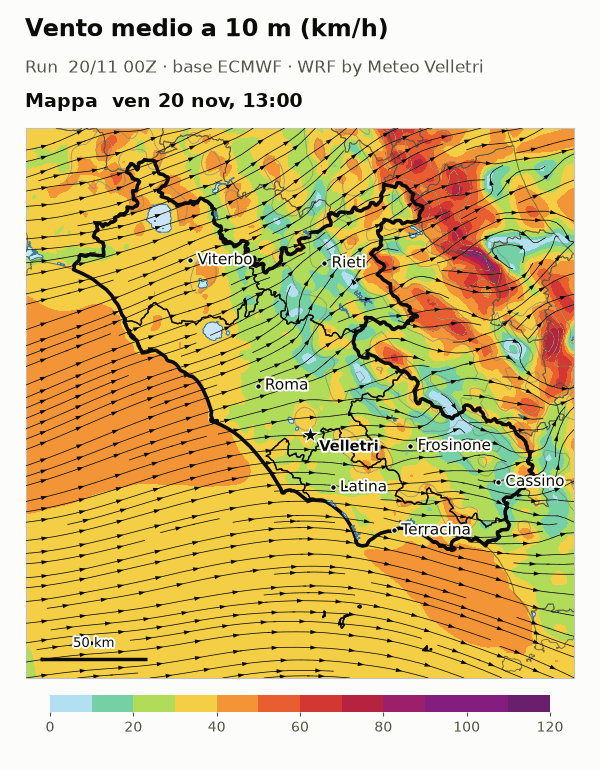 Vento medio a 10 m (km/h)
Run  20/11 00Z · base ECMWF · WRF by Meteo Velletri
Mappa  ven 20 nov, 13:00
Viterbo
Rieti
Roma
Velletri
Frosinone
Latina
Cassino
Terracina
50 km
0 20 40 60 80 100 120